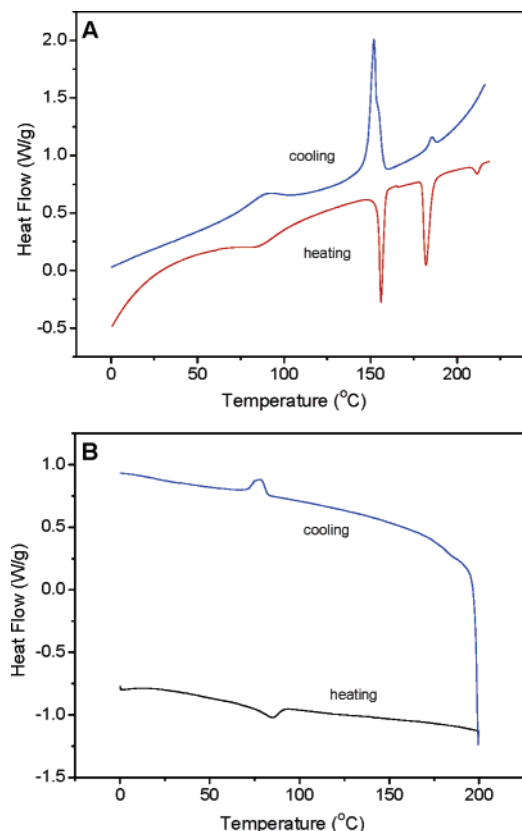 A
2.0
1.5
1.0
0.5
0.0
-0.5
Heat Flow (W/g)
cooling
heating
0 50 100 150 200
Temperature (°C)
B
1.0
0.5
0.0
-0.5
-1.0
-1.5
Heat Flow (W/g)
cooling
heating
0 50 100 150 200
Temperature (°C)